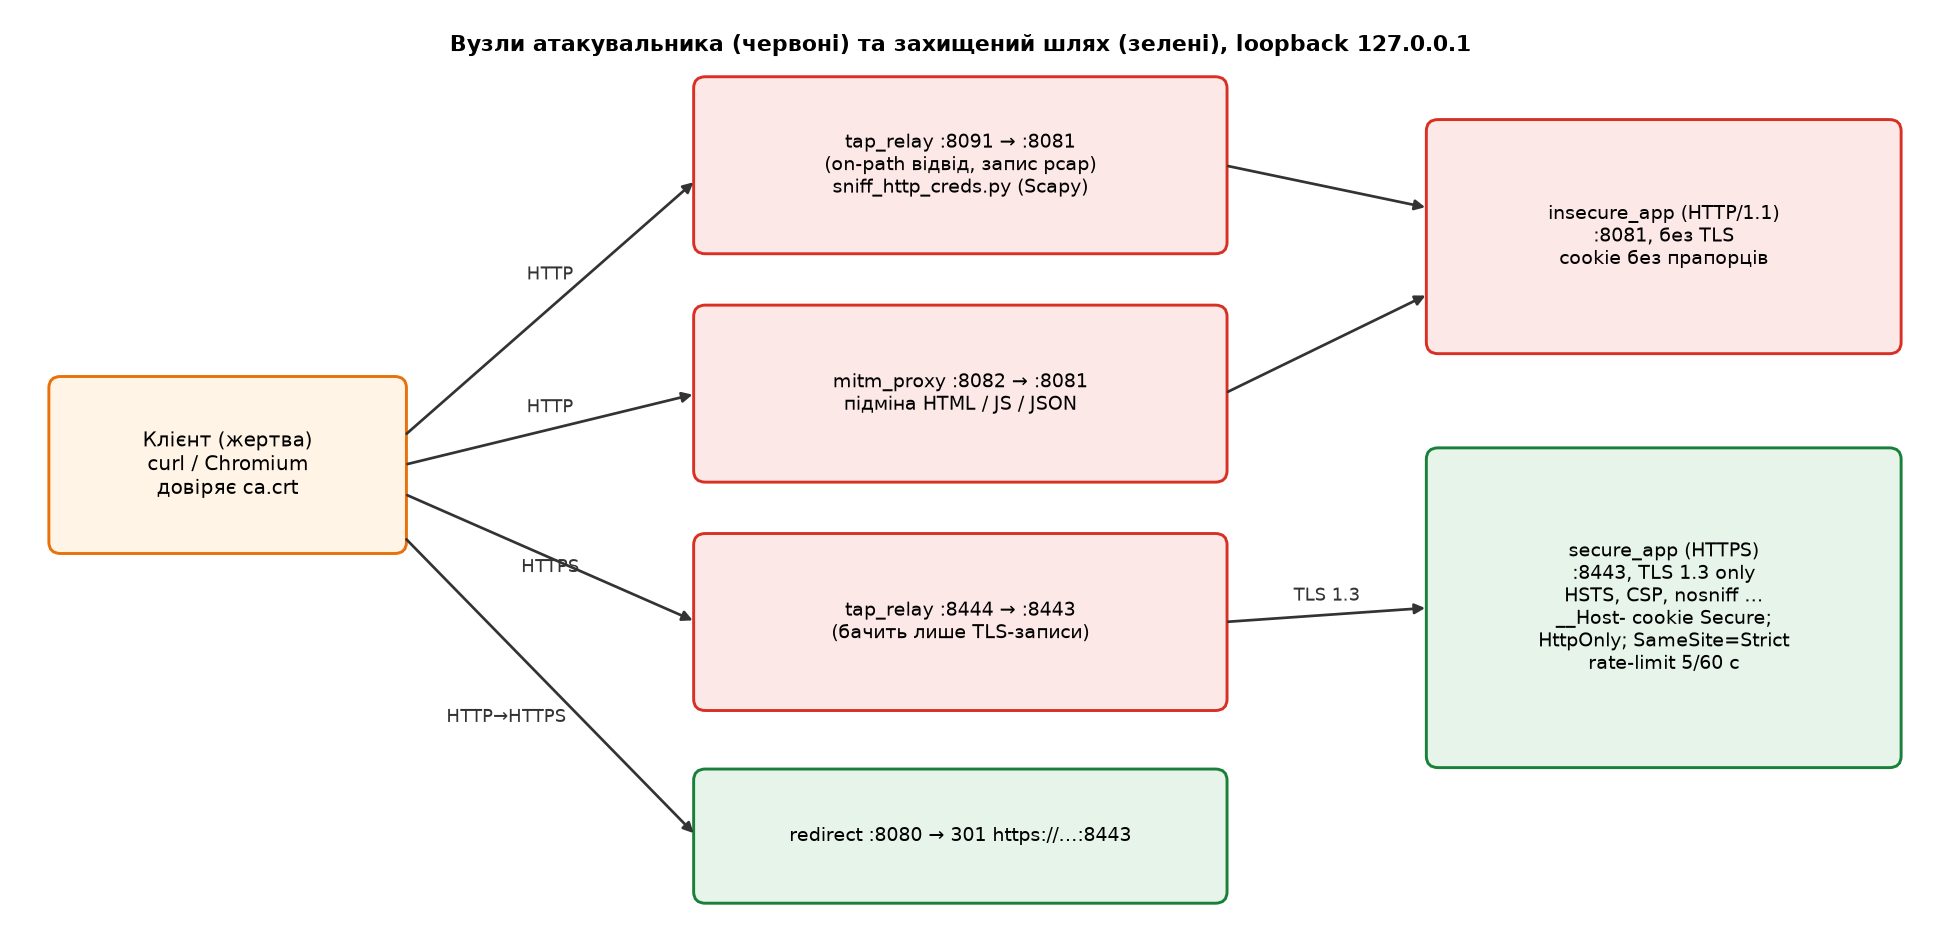 Вузли атакувальника (червоні) та захищений шлях (зелені), loopback 127.0.0.1
tap_relay :8091 → :8081
(on-path відвід, запис pcap)
sniff_http_creds.py (Scapy)
insecure_app (HTTP/1.1)
:8081, без TLS
cookie без прапорців
HTTP
mitm_proxy :8082 → :8081
підміна HTML / JS / JSON
HTTP
Клієнт (жертва)
curl / Chromium
довіряє ca.crt
HTTPS
tap_relay :8444 → :8443
(бачить лише TLS-записи)
TLS 1.3
secure_app (HTTPS)
:8443, TLS 1.3 only
HSTS, CSP, nosniff …
__Host- cookie Secure;
HttpOnly; SameSite=Strict
rate-limit 5/60 с
HTTP→HTTPS
redirect :8080 → 301 https://…:8443